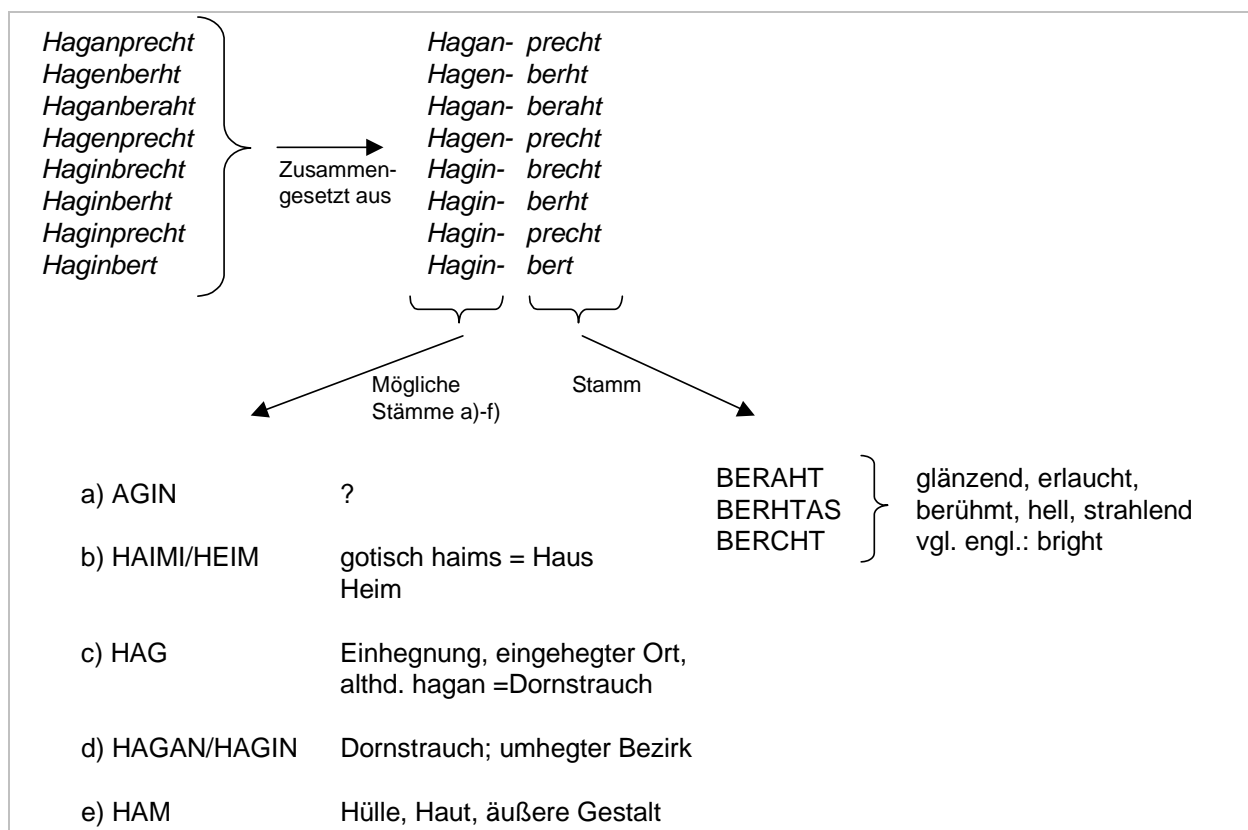 Haganprecht
Hagenberht
Haganberaht
Hagenprecht
Haginbrecht
Haginberht
Haginprecht
Haginbert
Zusammen-
gesetzt aus
Hagan- precht
Hagen- berht
Hagan- beraht
Hagen- precht
Hagin- brecht
Hagin- berht
Hagin- precht
Hagin- bert
Mögliche
Stämme a)-f)
Stamm
a) AGIN ?
b) HAIMI/HEIM gotisch haims = Haus
Heim
c) HAG Einhegnung, eingehegter Ort,
althd. hagan =Dornstrauch
d) HAGAN/HAGIN Dornstrauch; umhegter Bezirk
e) HAM Hülle, Haut, äußere Gestalt
BERAHT
BERHTAS
BERCHT
glänzend, erlaucht,
berühmt, hell, strahlend
vgl. engl.: bright